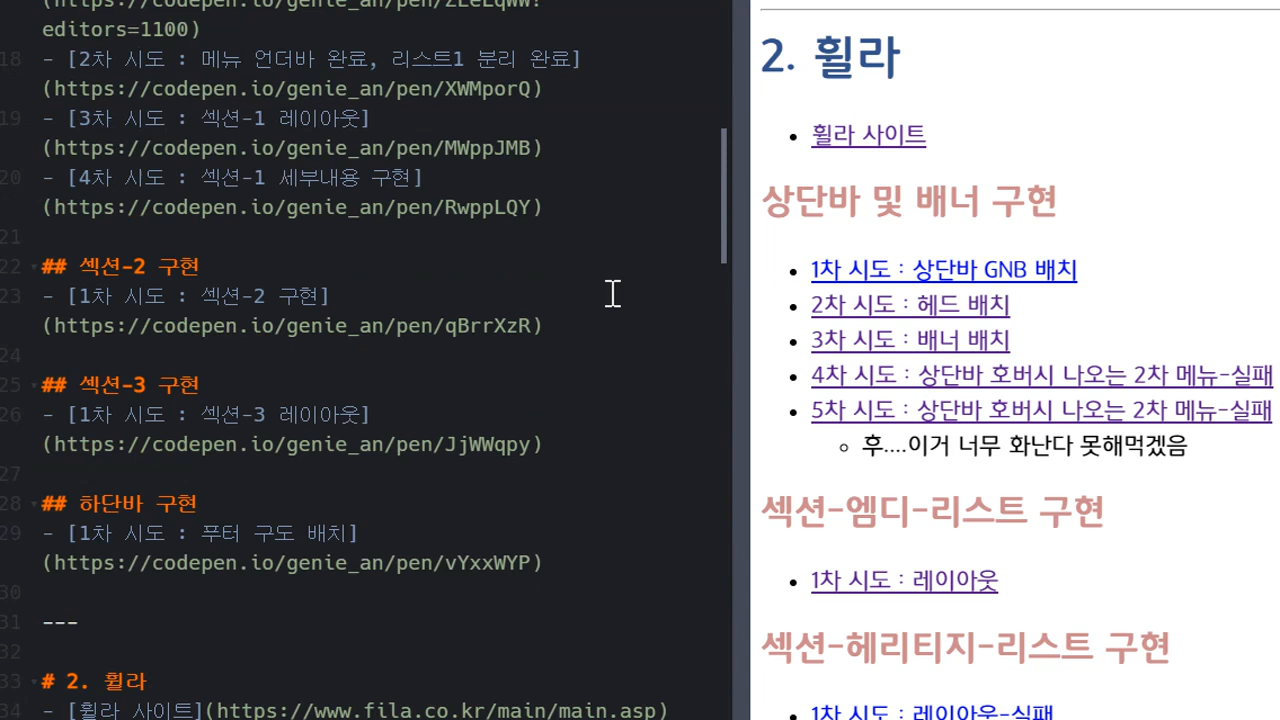 (https://codepen.io/genie_an/pen/ZEeEqWW?
editors=1100)
18 - [2차 시도 : 메뉴 언더바 완료, 리스트1 분리 완료]
(https://codepen.io/genie_an/pen/XWMporQ)
19 - [3차 시도 : 섹션-1 레이아웃]
(https://codepen.io/genie_an/pen/MWppJMB)
20 - [4차 시도 : 섹션-1 세부내용 구현]
(https://codepen.io/genie_an/pen/RwppLQY)
21
22 ## 섹션-2 구현
23 - [1차 시도 : 섹션-2 구현]
(https://codepen.io/genie_an/pen/qBrrXzR)
24
25 ## 섹션-3 구현
26 - [1차 시도 : 섹션-3 레이아웃]
(https://codepen.io/genie_an/pen/JjWWqpy)
27
28 ## 하단바 구현
29 - [1차 시도 : 푸터 구도 배치]
(https://codepen.io/genie_an/pen/vYxxWYP)
30
31 ---
32
33 # 2. 휠라
34 - [휠라 사이트](https://www.fila.co.kr/main/main.asp)
2. 휠라
• 휠라 사이트
상단바 및 배너 구현
• 1차 시도 : 상단바 GNB 배치
• 2차 시도 : 헤드 배치
• 3차 시도 : 배너 배치
• 4차 시도 : 상단바 호버시 나오는 2차 메뉴-실패
• 5차 시도 : 상단바 호버시 나오는 2차 메뉴-실패
◦ 후....이거 너무 화난다 못해먹겠음
섹션-엠디-리스트 구현
• 1차 시도 : 레이아웃
섹션-헤리티지-리스트 구현
• 1차 시도 : 레이아웃-실패